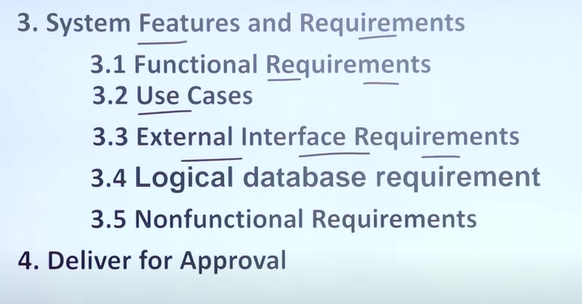 3. System Features and Requirements
3.1 Functional Requirements
3.2 Use Cases
3.3 External Interface Requirements
3.4 Logical database requirement
3.5 Nonfunctional Requirements
4. Deliver for Approval